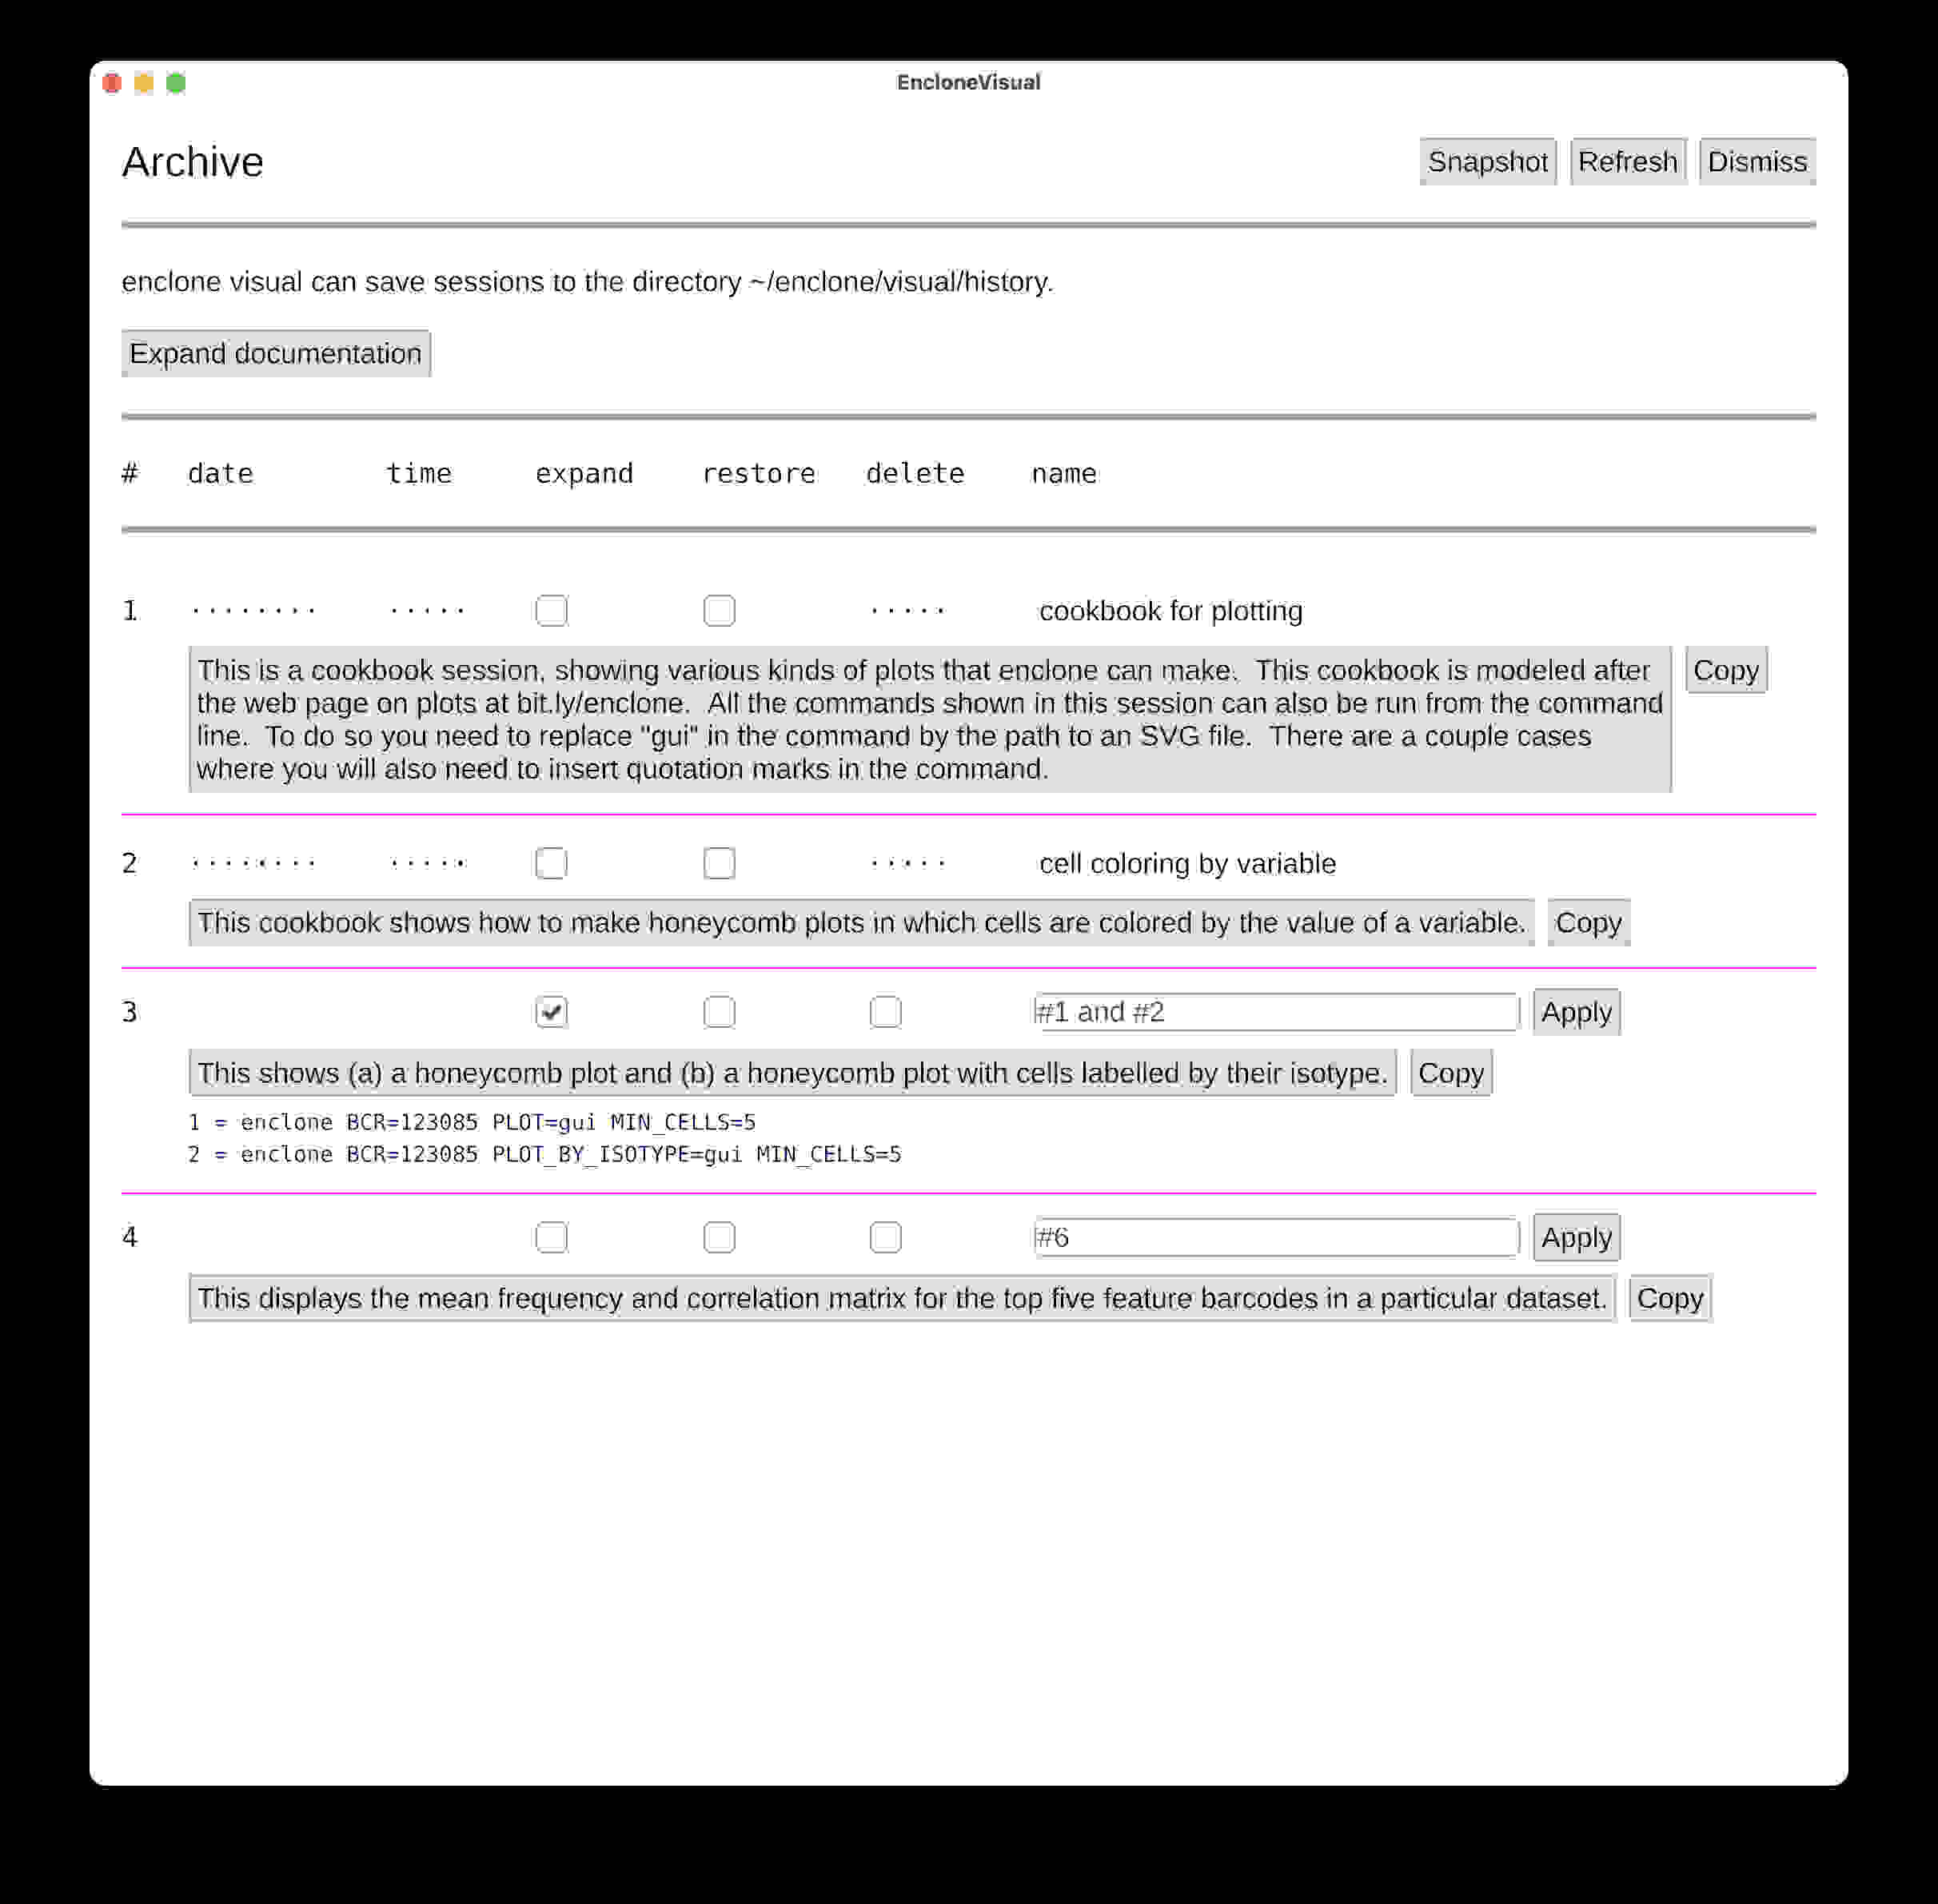 EncloneVisual
Archive Snapshot Refresh Dismiss
enclone visual can save sessions to the directory ~/enclone/visual/history.
Expand documentation
# date time expand restore delete name
1 ········ ····· ····· cookbook for plotting
This is a cookbook session, showing various kinds of plots that enclone can make.  This cookbook is modeled after Copy
the web page on plots at bit.ly/enclone.  All the commands shown in this session can also be run from the command
line.  To do so you need to replace "gui" in the command by the path to an SVG file.  There are a couple cases
where you will also need to insert quotation marks in the command.
2 ········ ····· ····· cell coloring by variable
This cookbook shows how to make honeycomb plots in which cells are colored by the value of a variable. Copy
3 #1 and #2 Apply
This shows (a) a honeycomb plot and (b) a honeycomb plot with cells labelled by their isotype. Copy
1 = enclone BCR=123085 PLOT=gui MIN_CELLS=5
2 = enclone BCR=123085 PLOT_BY_ISOTYPE=gui MIN_CELLS=5
4 #6 Apply
This displays the mean frequency and correlation matrix for the top five feature barcodes in a particular dataset. Copy